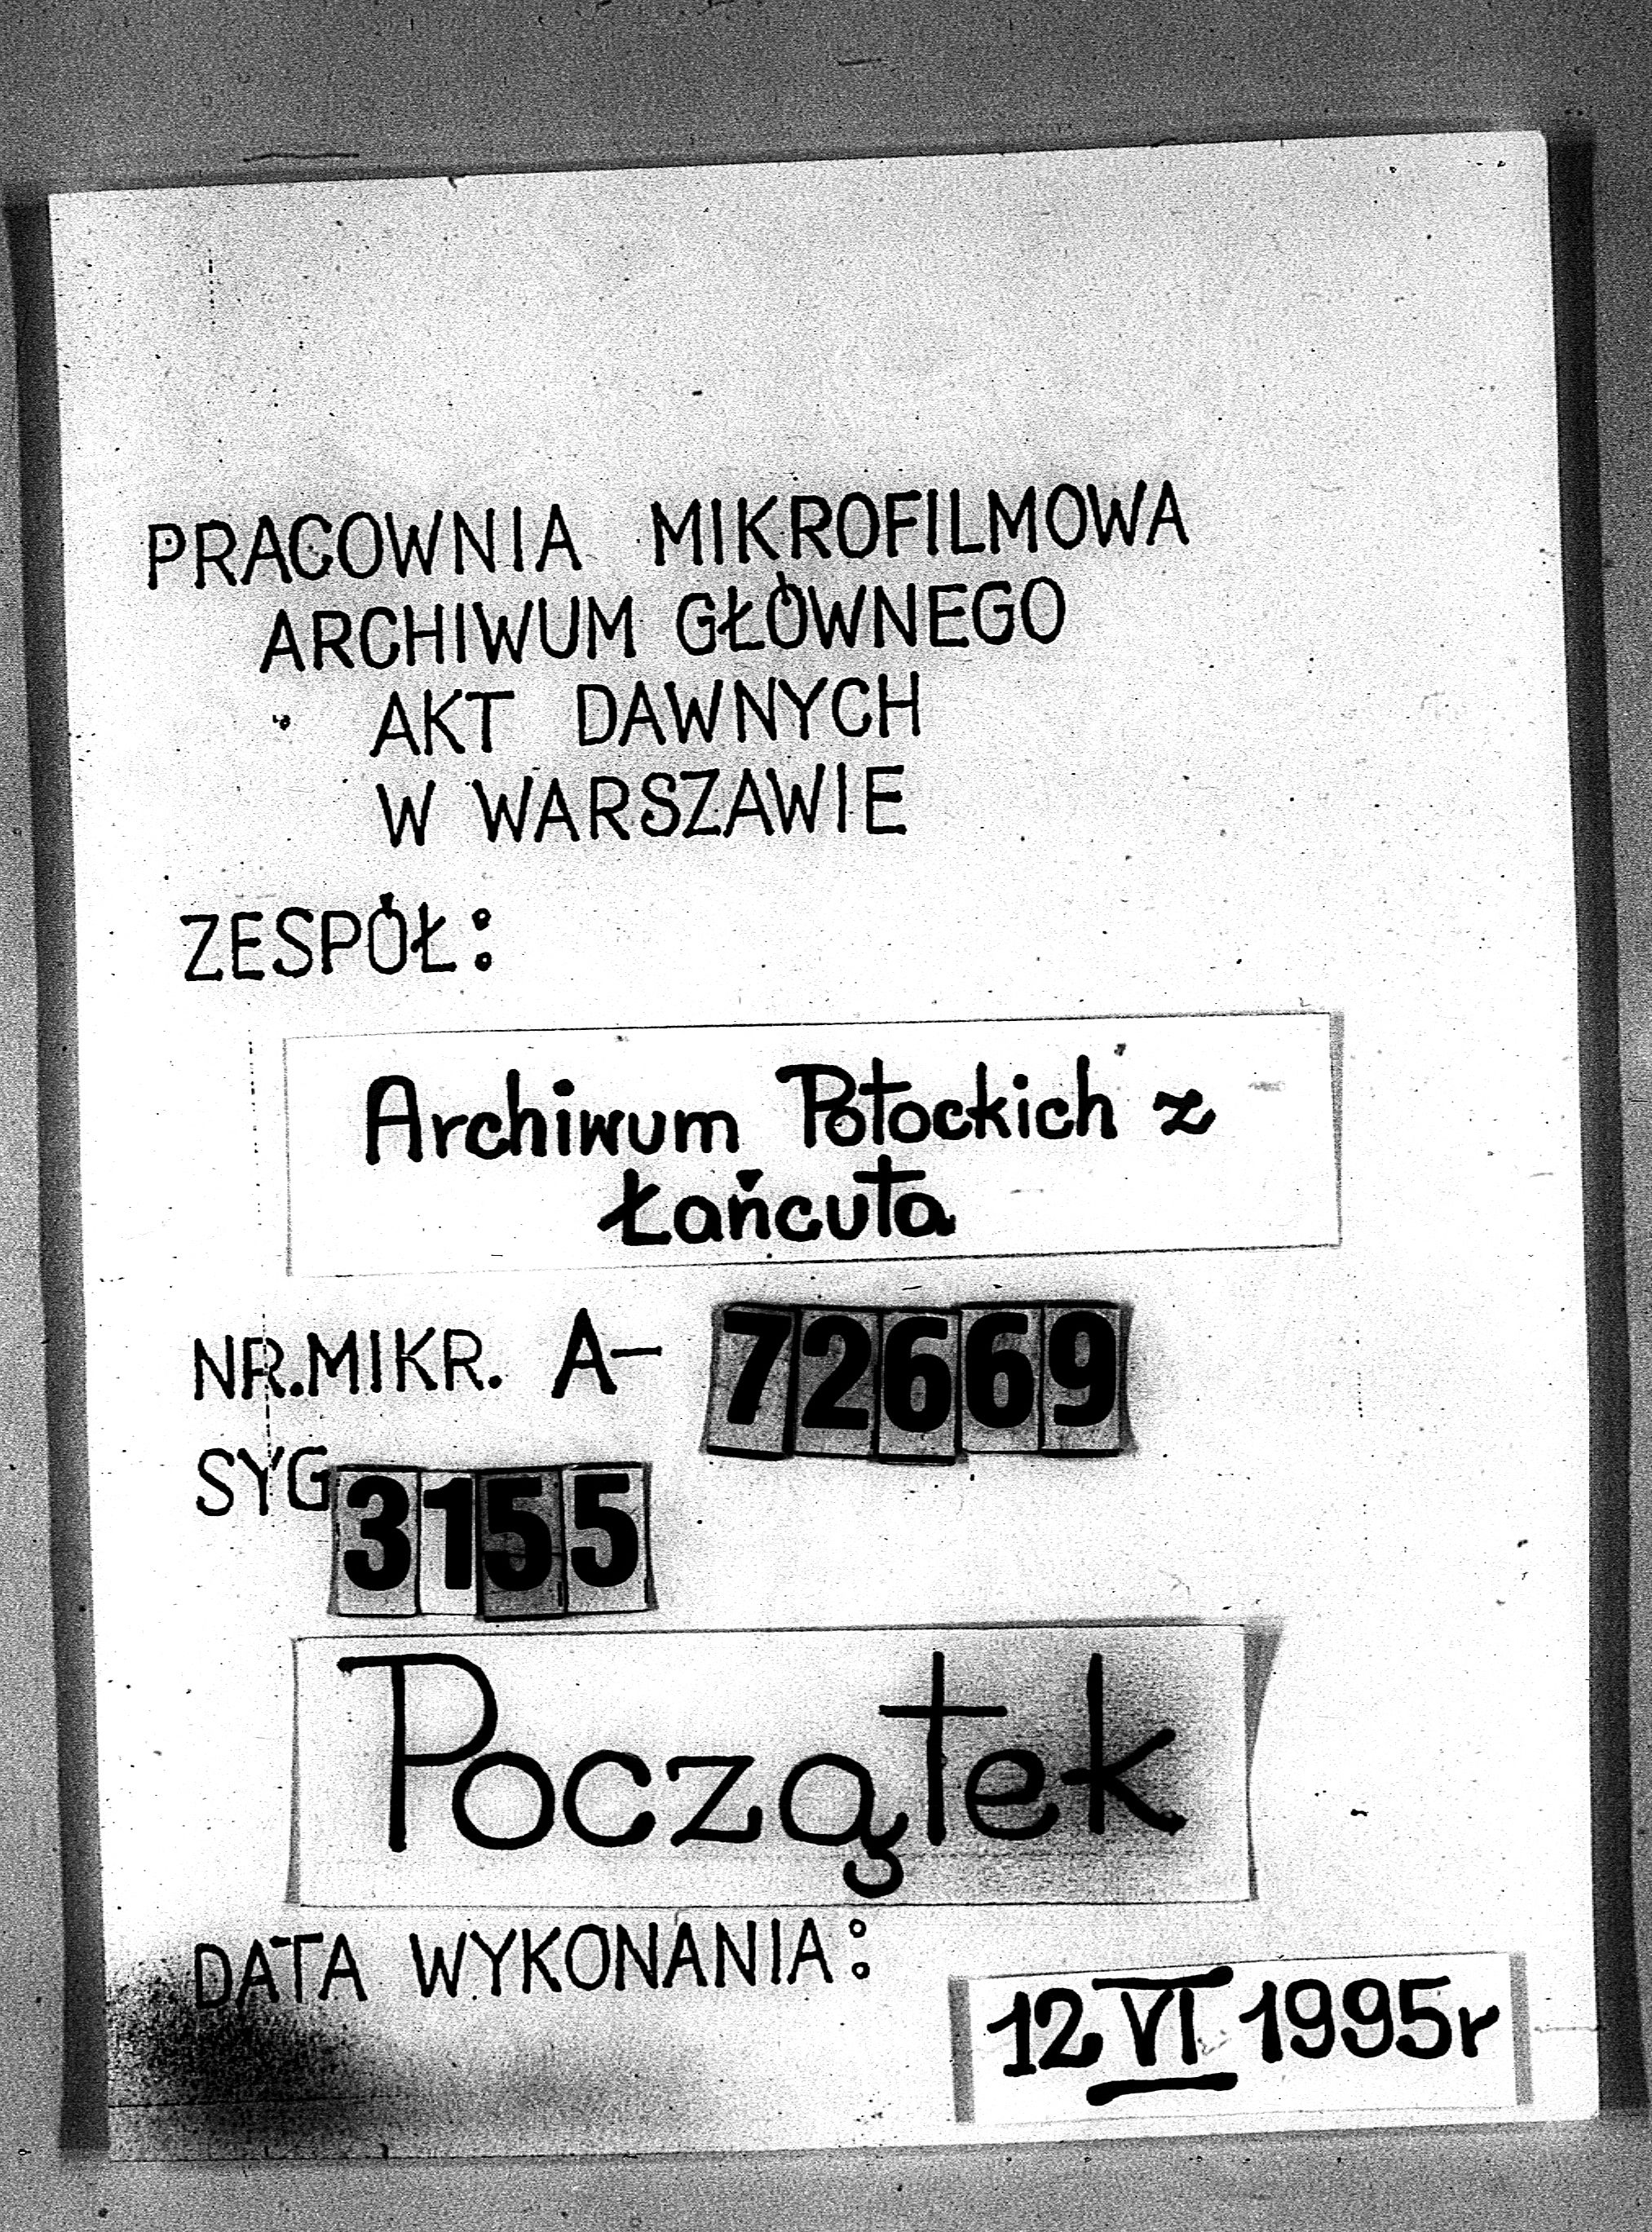 PRACOWNIA MIKROFILMOWA
ARCHIWUM GŁÓWNEGO
AKT DAWNYCH
W WARSZAWIE
ZESPÓŁ:
Archiwum Potockich z
Łańcuta
NR.MIKR. A- 72669
SYG 3155
Początek
DATA WYKONANIA:
12 VI 1995r